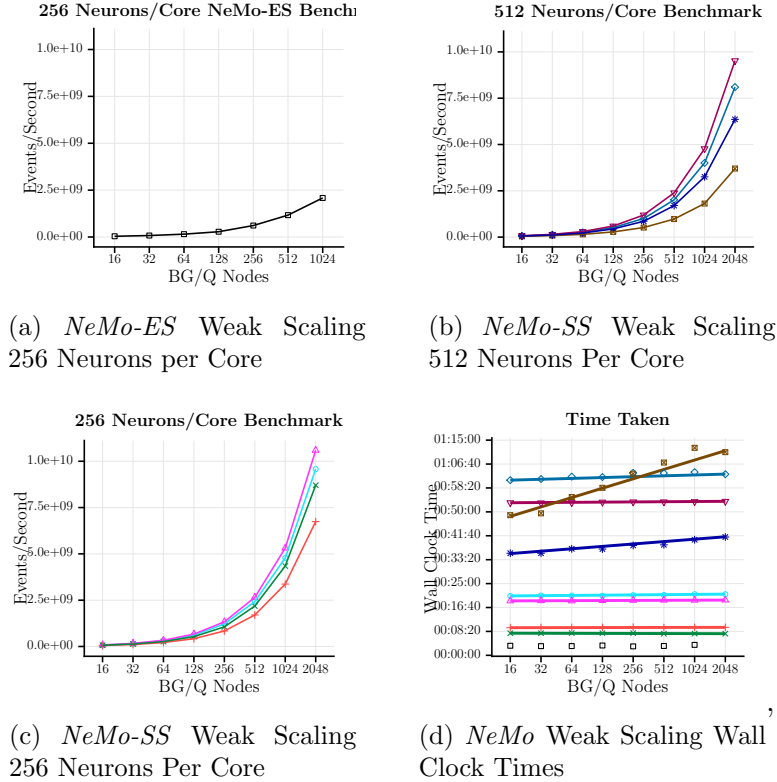 256 Neurons/Core NeMo-ES Bench
Events/Second
1.0e+10
7.5e+09
2.5e+09
0.0e+00
16 32 64 128 256 512 1024
BG/Q Nodes
(a) NeMo-ES Weak Scaling
256 Neurons per Core
512 Neurons/Core Benchmark
Events/Second
1.0e+10
7.5e+09
5.0e+09
2.5e+09
0.0e+00
16 32 64 128 256 512 1024 2048
BG/Q Nodes
(b) NeMo-SS Weak Scaling
512 Neurons Per Core
256 Neurons/Core Benchmark
Events/Second
1.0e+10
7.5e+09
5.0e+09
2.5e+09
0.0e+00
16 32 64 128 256 512 1024 2048
BG/Q Nodes
(c) NeMo-SS Weak Scaling
256 Neurons Per Core
Time Taken
Wall Clock Time
01:15:00
01:06:40
00:58:20
00:50:00
00:41:40
00:33:20
00:25:00
00:16:40
00:08:20
00:00:00
16 32 64 128 256 512 1024 2048
BG/Q Nodes
,
(d) NeMo Weak Scaling Wall
Clock Times